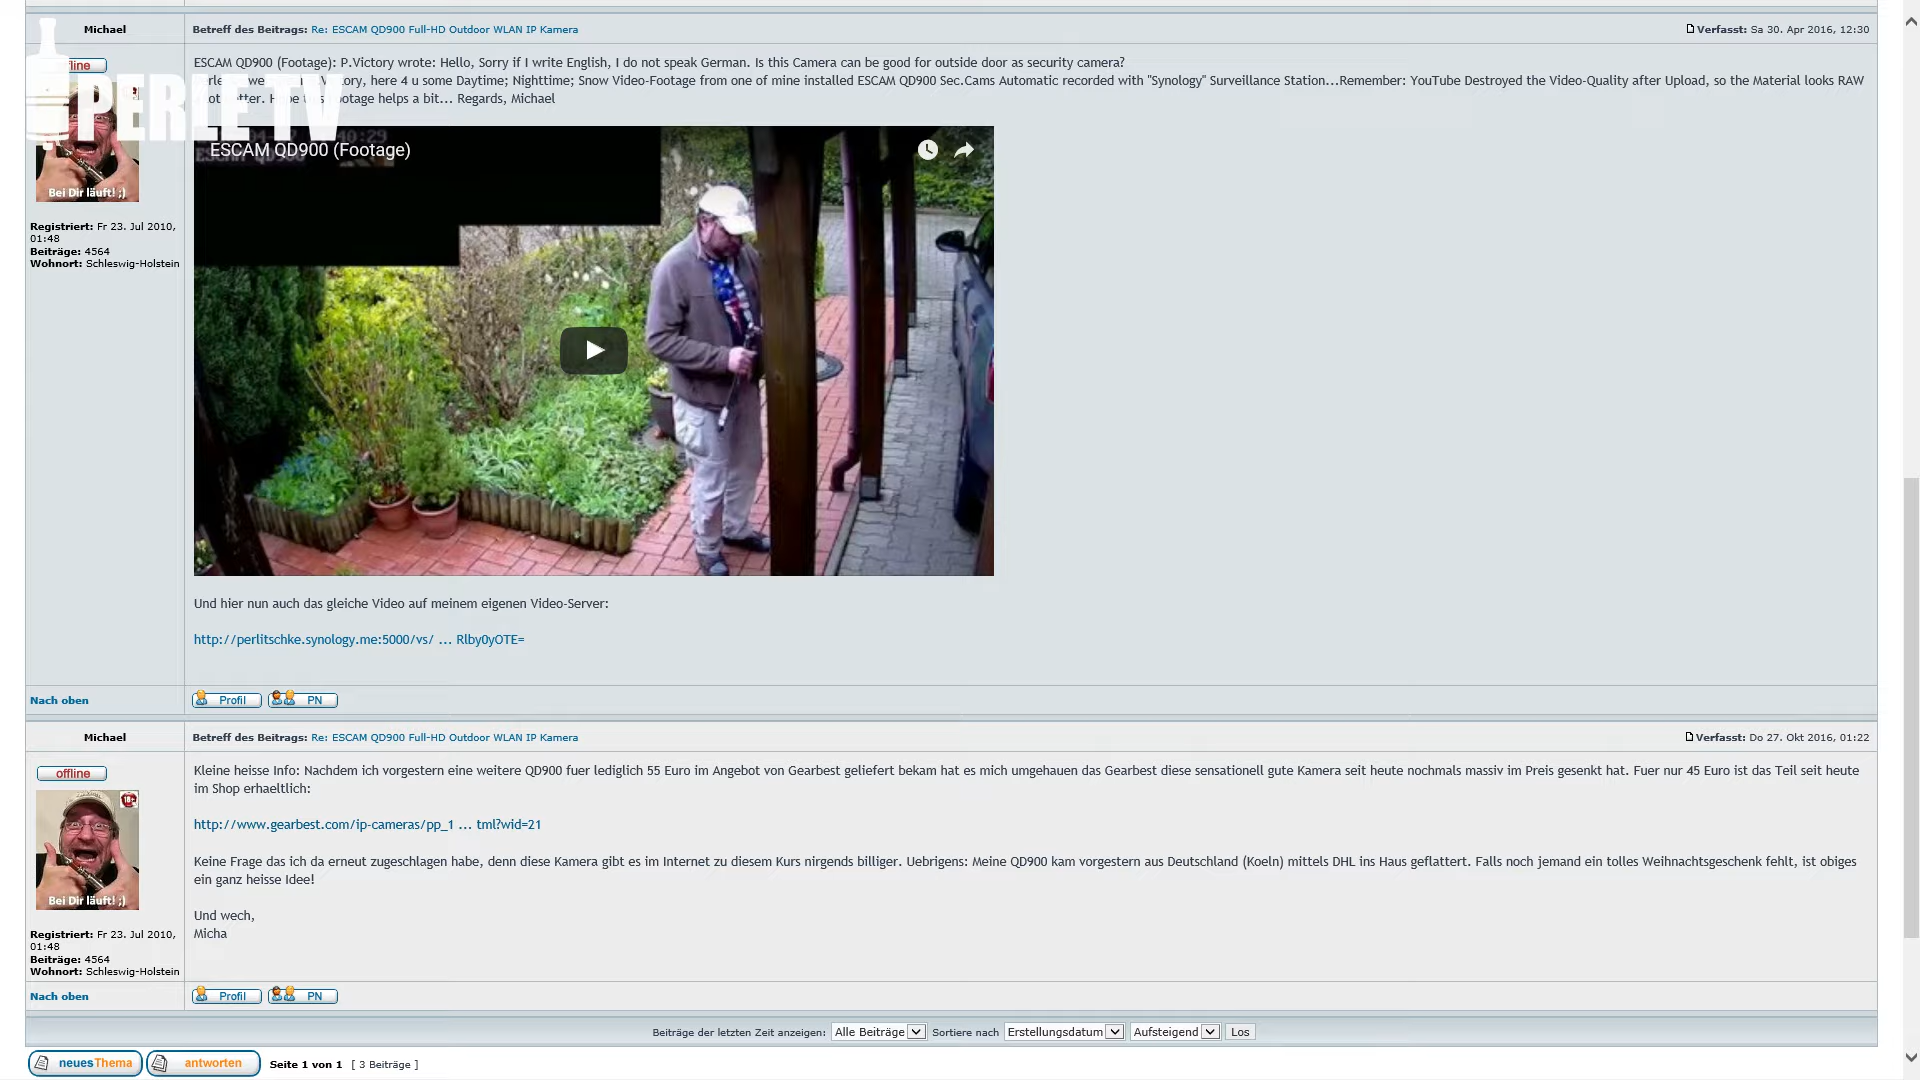 Michael
Betreff des Beitrags: Re: ESCAM QD900 Full-HD Outdoor WLAN IP Kamera
Verfasst: Sa 30. Apr 2016, 12:30
PERLE TV
ESCAM QD900 (Footage): P.Victory wrote: Hello, Sorry if I write English, I do not speak German. Is this Camera can be good for outside door as security camera?
here 4 u some Daytime; Nighttime; Snow Video-Footage from one of mine installed ESCAM QD900 Sec.Cams Automatic recorded with "Synology" Surveillance Station...Remember: YouTube Destroyed the Video-Quality after Upload, so the Material looks RAW
footage helps a bit... Regards, Michael
ESCAM QD900 (Footage)
Bei Dir läuft! ;)
Registriert: Fr 23. Jul 2010,
01:48
Beiträge: 4564
Wohnort: Schleswig-Holstein
Und hier nun auch das gleiche Video auf meinem eigenen Video-Server:
http://perlitschke.synology.me:5000/vs/ ... Rlby0yOTE=
Nach oben
Profil
PN
Michael
Betreff des Beitrags: Re: ESCAM QD900 Full-HD Outdoor WLAN IP Kamera
Verfasst: Do 27. Okt 2016, 01:22
offline
Bei Dir läuft! ;)
Registriert: Fr 23. Jul 2010,
01:48
Beiträge: 4564
Wohnort: Schleswig-Holstein
Kleine heisse Info: Nachdem ich vorgestern eine weitere QD900 fuer lediglich 55 Euro im Angebot von Gearbest geliefert bekam hat es mich umgehauen das Gearbest diese sensationell gute Kamera seit heute nochmals massiv im Preis gesenkt hat. Fuer nur 45 Euro ist das Teil seit heute
im Shop erhaeltlich:
http://www.gearbest.com/ip-cameras/pp_1 ... tml?wid=21
Keine Frage das ich da erneut zugeschlagen habe, denn diese Kamera gibt es im Internet zu diesem Kurs nirgends billiger. Uebrigens: Meine QD900 kam vorgestern aus Deutschland (Koeln) mittels DHL ins Haus geflattert. Falls noch jemand ein tolles Weihnachtsgeschenk fehlt, ist obiges
ein ganz heisse Idee!
Und wech,
Micha
Nach oben
Profil
PN
Beiträge der letzten Zeit anzeigen: Alle Beiträge Sortiere nach Erstellungsdatum Aufsteigend Los
neuesThema
antworten
Seite 1 von 1 [ 3 Beiträge ]